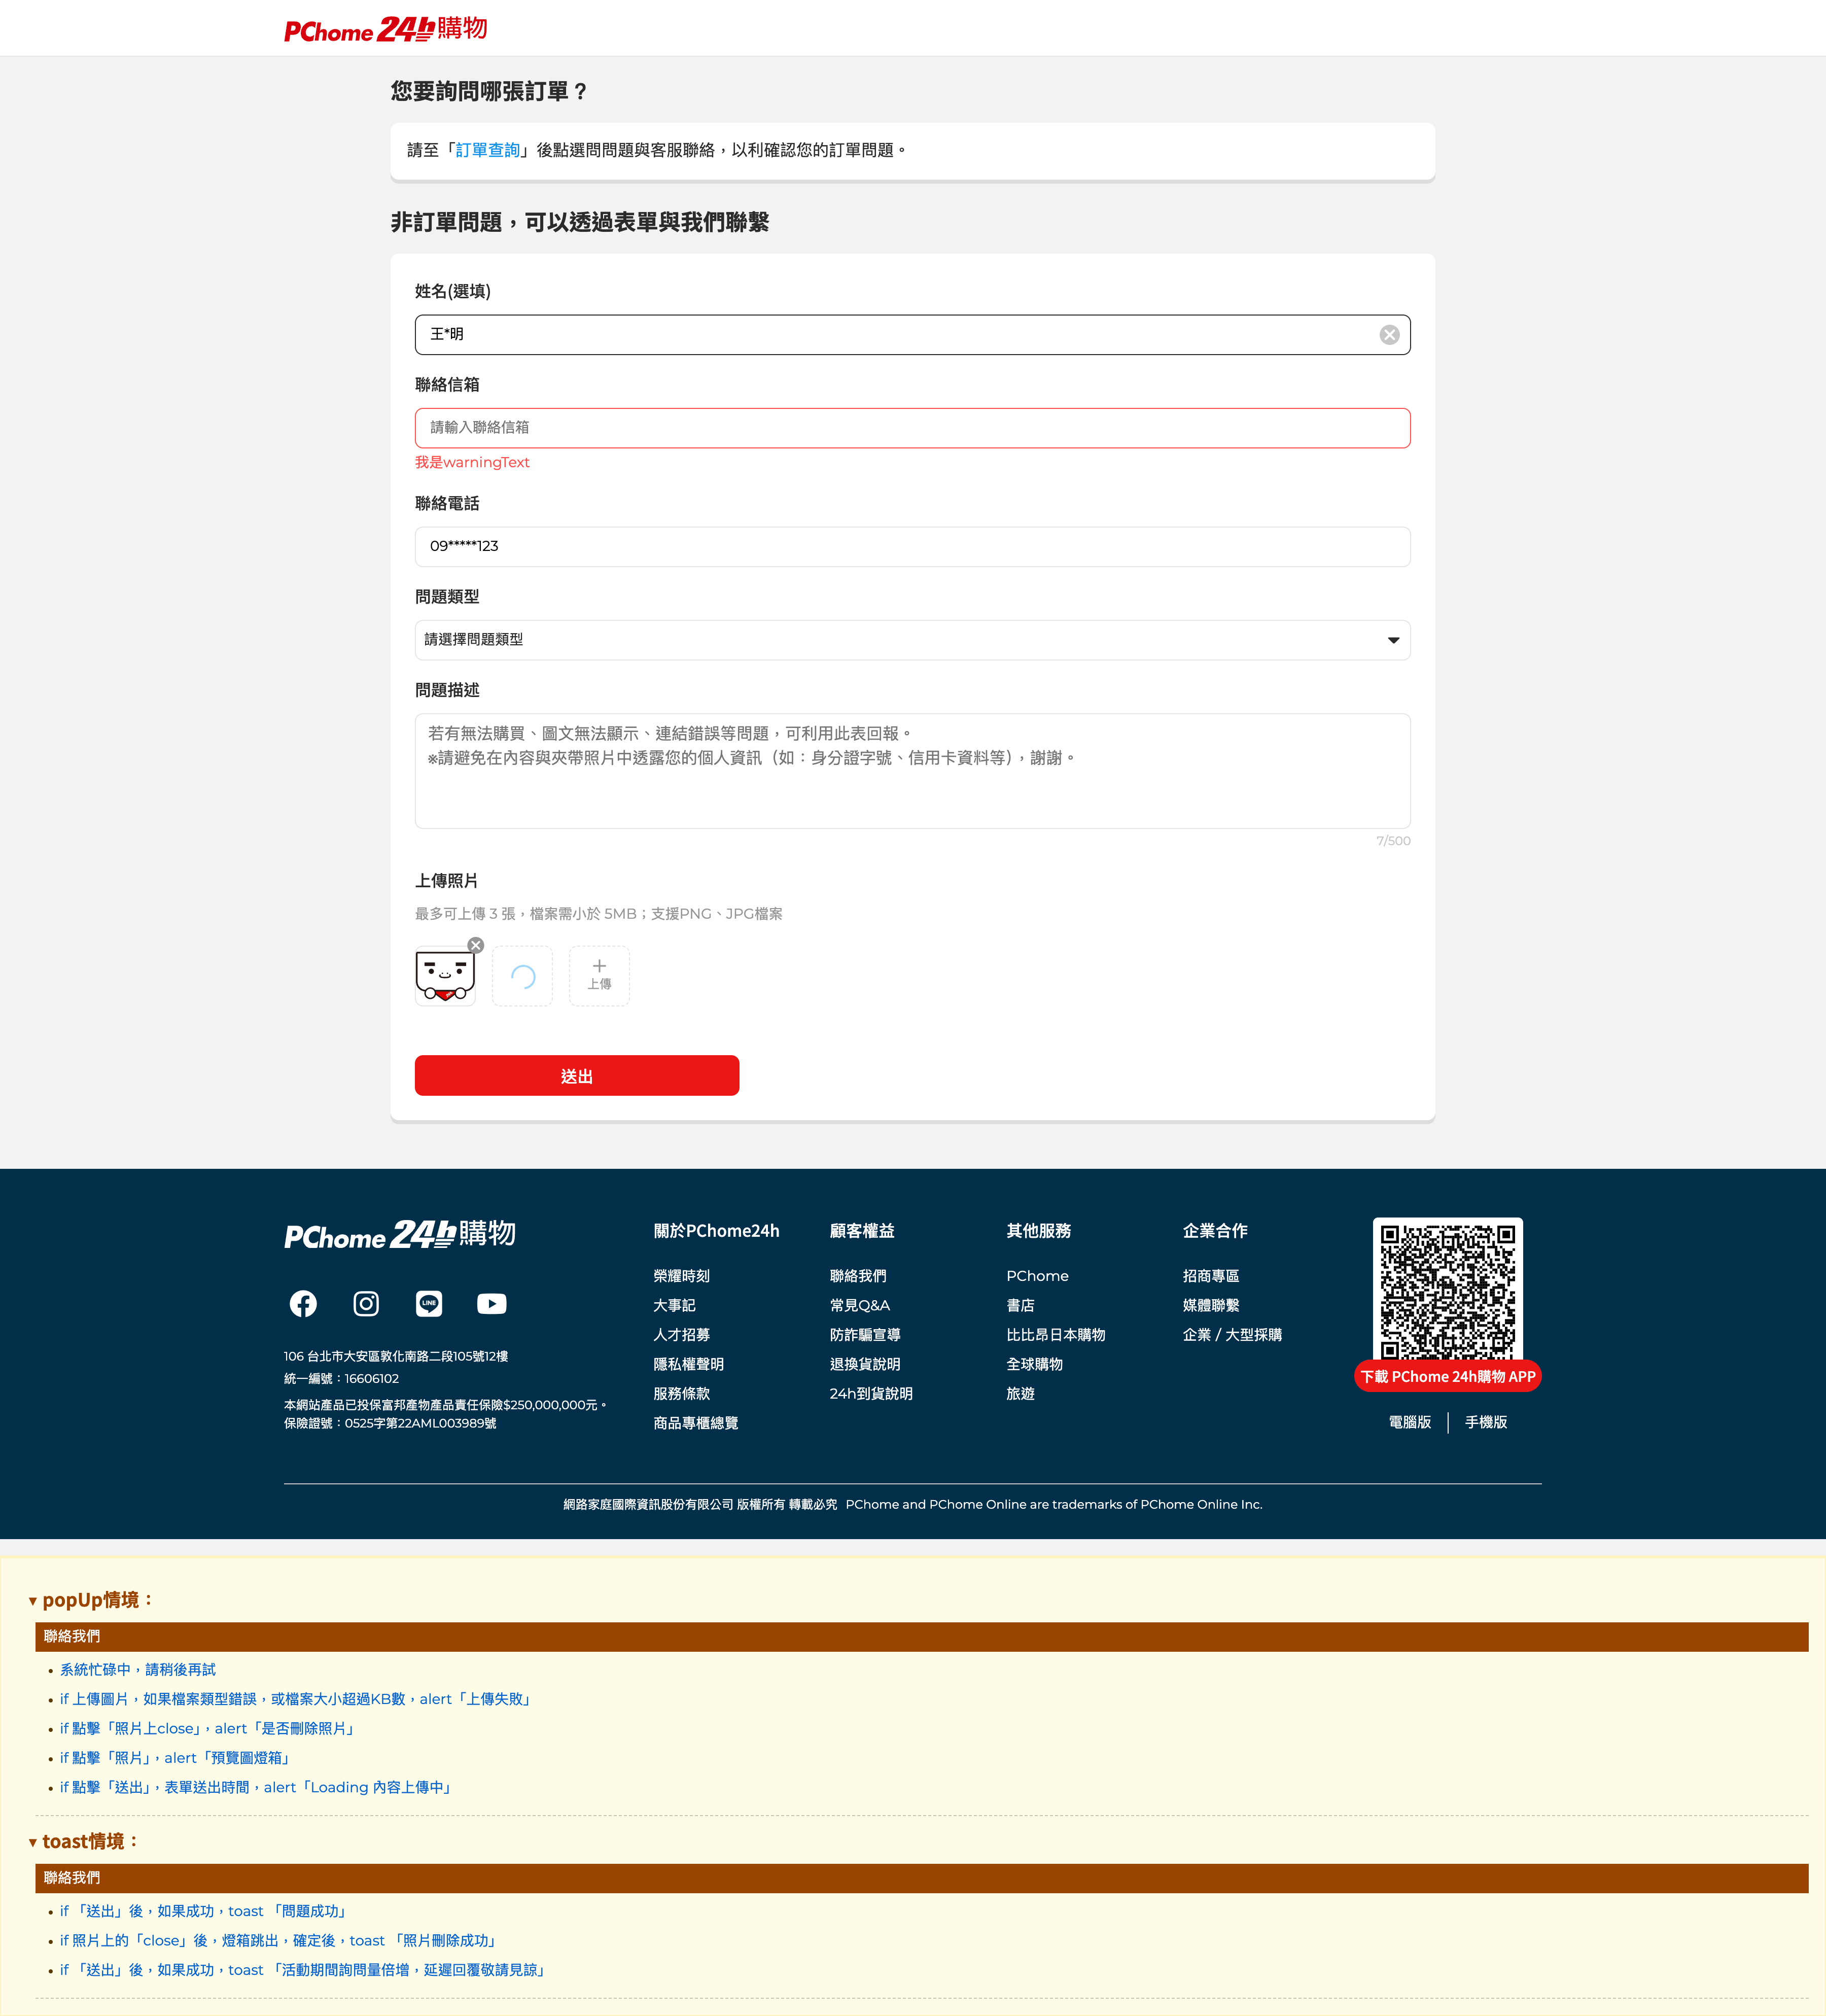 PChome 24h購物
您要詢問哪張訂單？
請至「訂單查詢」後點選問問題與客服聯絡，以利確認您的訂單問題。
非訂單問題，可以透過表單與我們聯繫
姓名(選填)
王*明
聯絡信箱
請輸入聯絡信箱
我是warningText
聯絡電話
09*****123
問題類型
請選擇問題類型
問題描述
若有無法購買、圖文無法顯示、連結錯誤等問題，可利用此表回報。
※請避免在內容與夾帶照片中透露您的個人資訊（如：身分證字號、信用卡資料等），謝謝。
7/500
上傳照片
最多可上傳 3 張，檔案需小於 5MB；支援PNG、JPG檔案
上傳
送出
PChome 24h購物
LINE
106 台北市大安區敦化南路二段105號12樓
統一編號：16606102
本網站產品已投保富邦產物產品責任保險$250,000,000元。
保險證號：0525字第22AML003989號
關於PChome24h
榮耀時刻
大事記
人才招募
隱私權聲明
服務條款
商品專櫃總覽
顧客權益
聯絡我們
常見Q&A
防詐騙宣導
退換貨說明
24h到貨說明
其他服務
PChome
書店
比比昂日本購物
全球購物
旅遊
企業合作
招商專區
媒體聯繫
企業 / 大型採購
下載 PChome 24h購物 APP
電腦版 手機版
網路家庭國際資訊股份有限公司 版權所有 轉載必究 PChome and PChome Online are trademarks of PChome Online Inc.
▾ popUp情境：
聯絡我們
• 系統忙碌中，請稍後再試
• if 上傳圖片，如果檔案類型錯誤，或檔案大小超過KB數，alert「上傳失敗」
• if 點擊「照片上close」，alert「是否刪除照片」
• if 點擊「照片」，alert「預覽圖燈箱」
• if 點擊「送出」，表單送出時間，alert「Loading 內容上傳中」
▾ toast情境：
聯絡我們
• if 「送出」後，如果成功，toast 「問題成功」
• if 照片上的「close」後，燈箱跳出，確定後，toast 「照片刪除成功」
• if 「送出」後，如果成功，toast 「活動期間詢問量倍增，延遲回覆敬請見諒」